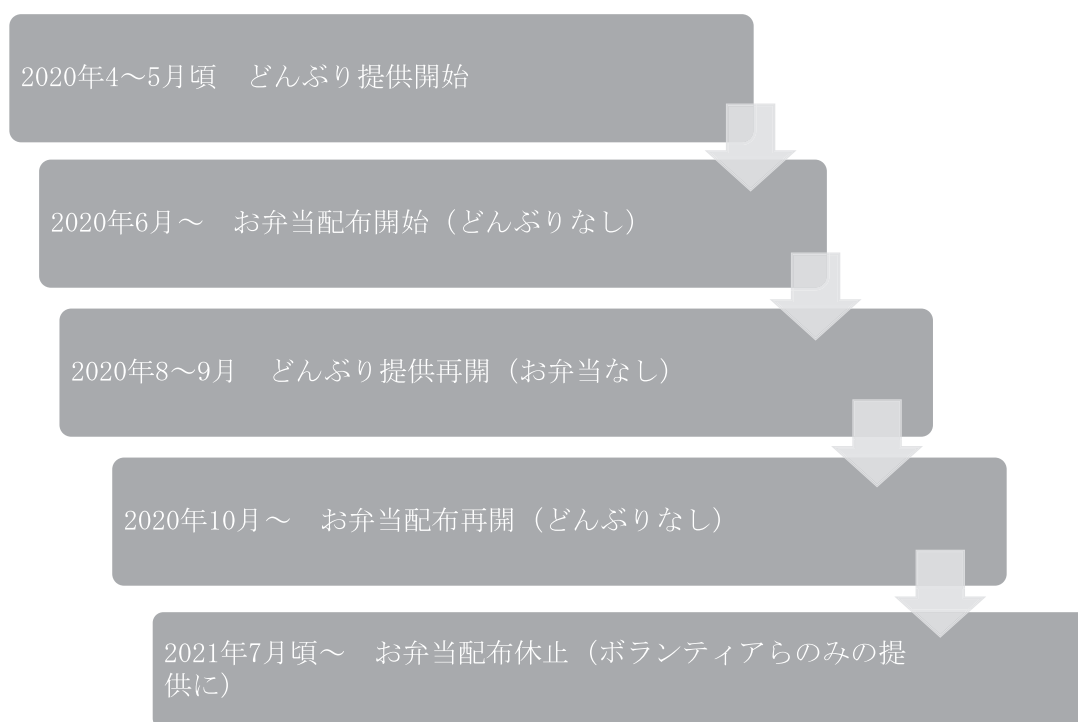 2020年4～5月頃　どんぶり提供開始
2020年6月～　お弁当配布開始（どんぶりなし）
2020年8～9月　どんぶり提供再開（お弁当なし）
2020年10月～　お弁当配布再開（どんぶりなし）
2021年7月頃～　お弁当配布休止（ボランティアらのみの提
供に）